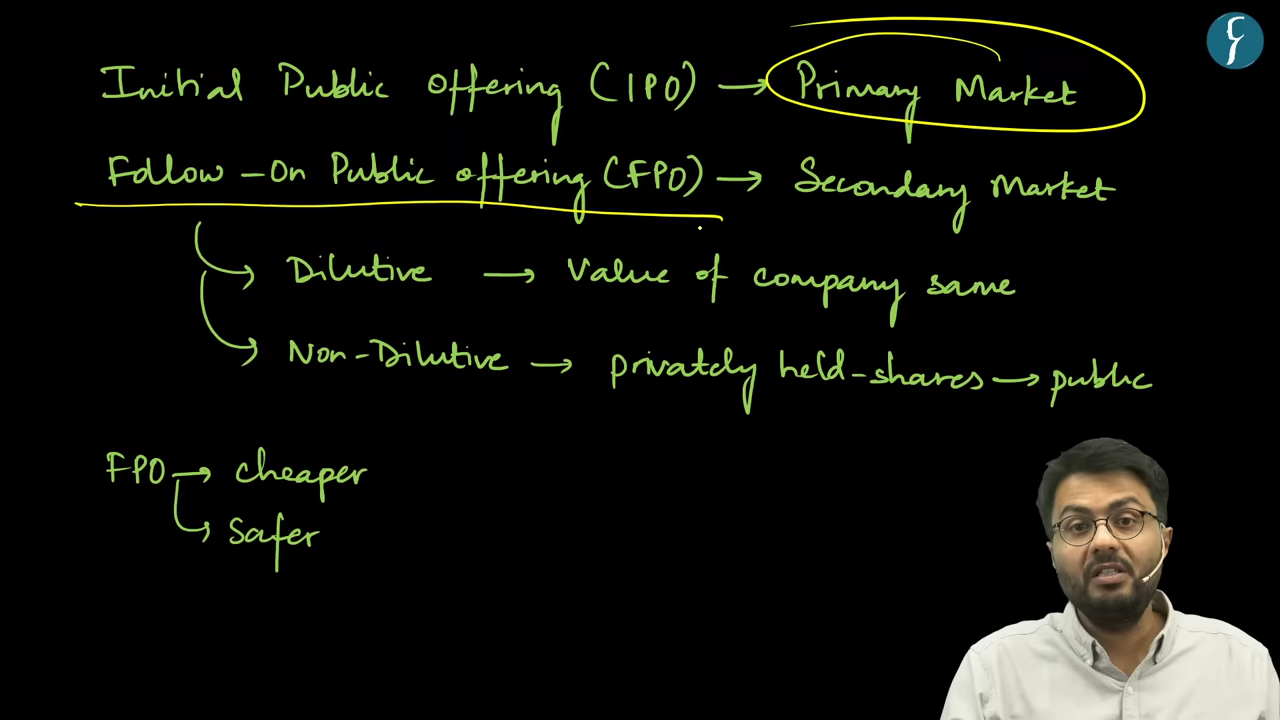 Initial Public Offering (IPO) → Primary Market
Follow-On Public Offering (FPO) → Secondary Market
Dilutive → Value of company same
Non-Dilutive → privately held-shares → public
FPO → cheaper
→ Safer